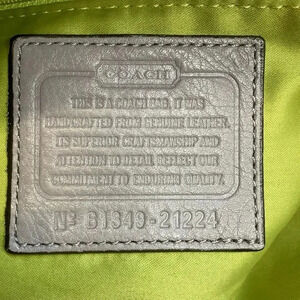 COACH
THIS IS A COACH BAG. IT WAS
HANDCRAFTED FROM GENUINE LEATHER.
ITS SUPERIOR CRAFTSMANSHIP AND
ATTENTION TO DETAIL REFLECT OUR
COMMITMENT TO ENDURING QUALITY.
Nº B1349-21224